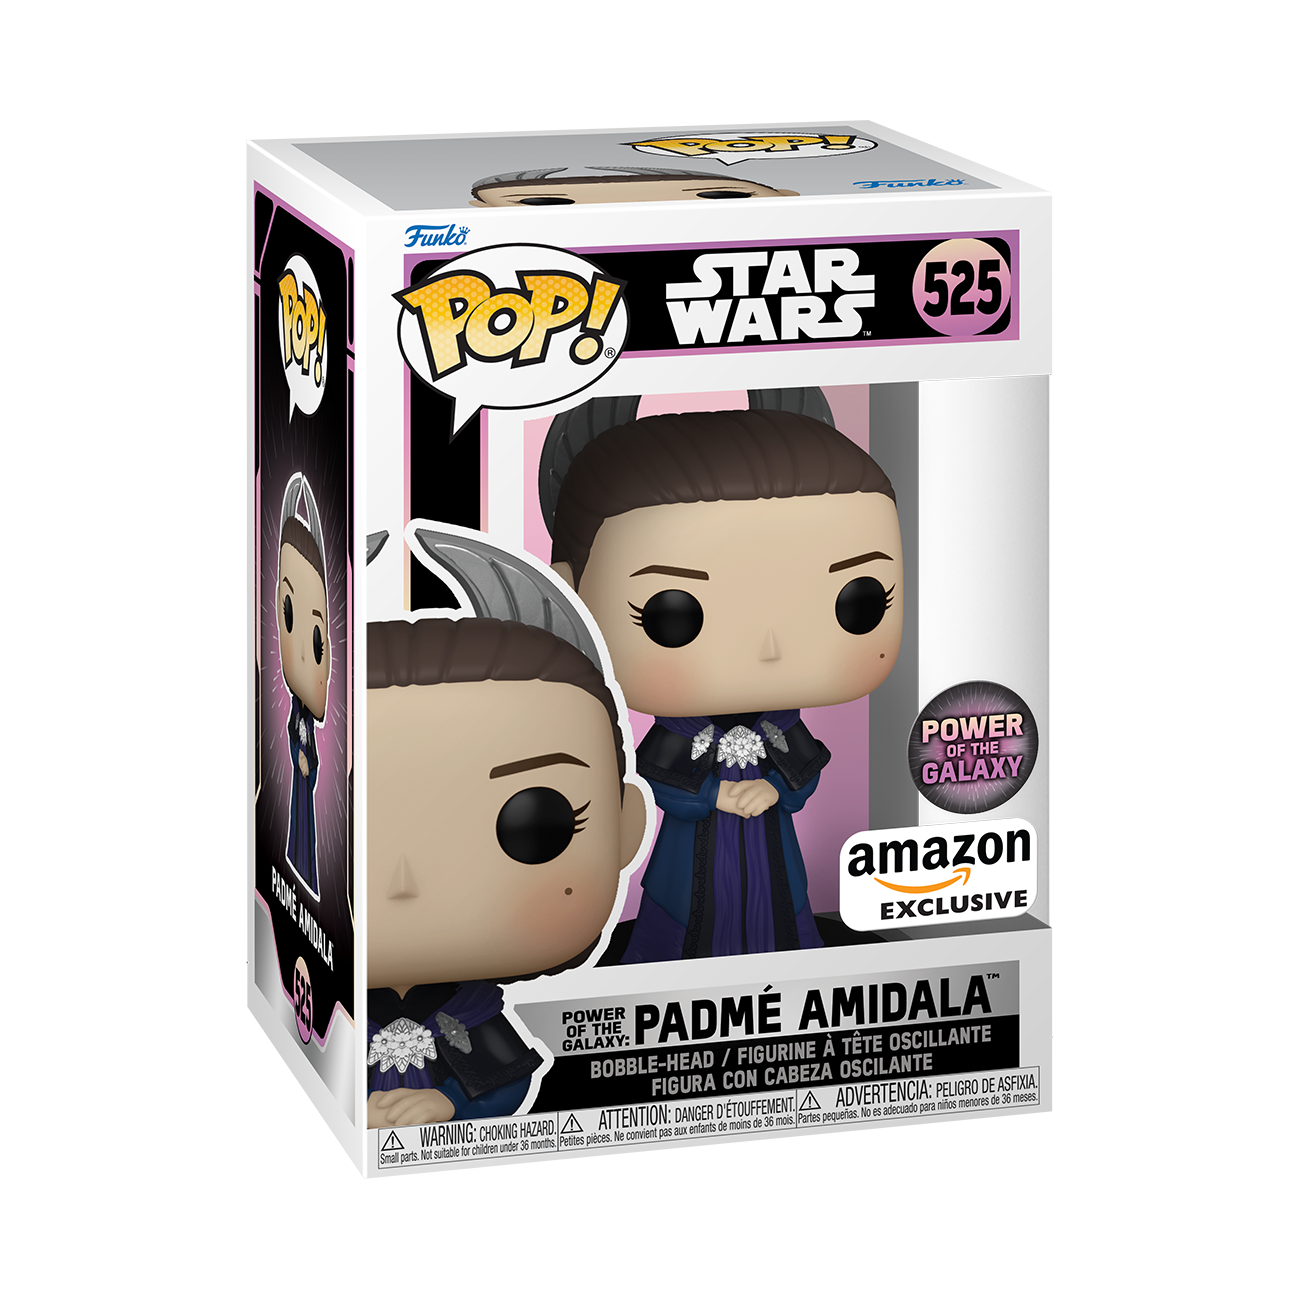 POP!
Funko
Funko
POP!®
STAR
WARS™
525
POP!®
POWER
OF THE
GALAXY
amazon
EXCLUSIVE
PADMÉ AMIDALA
525
POWER
OF THE
GALAXY:
PADMÉ AMIDALA™
BOBBLE-HEAD / FIGURINE À TÊTE OSCILLANTE
FIGURA CON CABEZA OSCILANTE
WARNING: CHOKING HAZARD.
Small parts. Not suitable for children under 36 months.
ATTENTION: DANGER D'ÉTOUFFEMENT.
Petites pièces. Ne convient pas aux enfants de moins de 36 mois.
ADVERTENCIA: PELIGRO DE ASFIXIA.
Partes pequeñas. No es adecuado para niños menores de 36 meses.